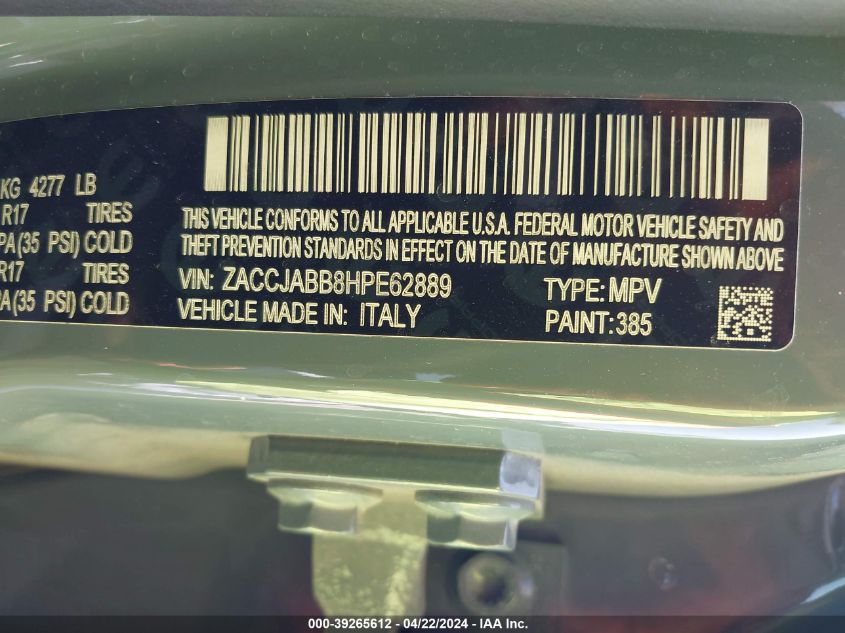 KG 4277 LB
R17 TIRES
PA(35 PSI) COLD
R17 TIRES
PA(35 PSI) COLD
THIS VEHICLE CONFORMS TO ALL APPLICABLE U.S.A. FEDERAL MOTOR VEHICLE SAFETY AND
THEFT PREVENTION STANDARDS IN EFFECT ON THE DATE OF MANUFACTURE SHOWN ABOVE
VIN: ZACCJABB8HPE62889 TYPE: MPV
VEHICLE MADE IN: ITALY PAINT: 385
000-39265612 - 04/22/2024 - IAA Inc.